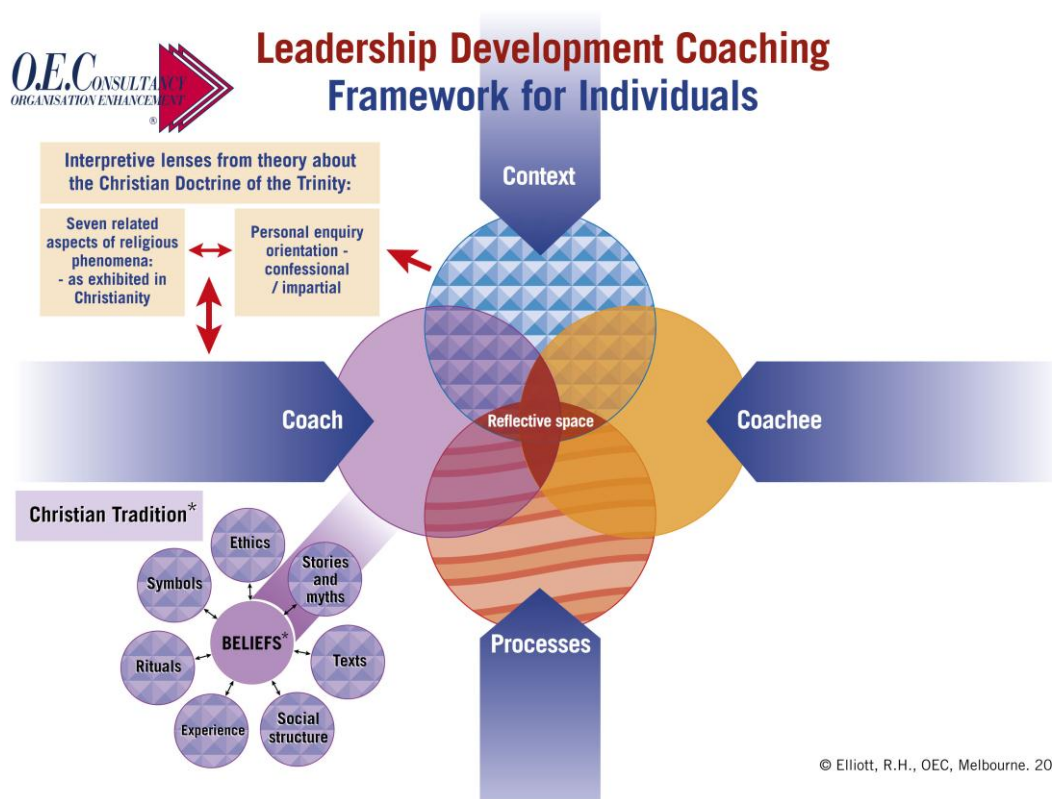 O.E.CONSULTANCY
ORGANISATION ENHANCEMENT
®
Leadership Development Coaching
Framework for Individuals
Interpretive lenses from theory about
the Christian Doctrine of the Trinity:
Seven related
aspects of religious
phenomena:
- as exhibited in
Christianity
Personal enquiry
orientation -
confessional
/ impartial
Context
Coach
Reflective space
Coachee
Processes
Christian Tradition*
Ethics
Symbols
Stories
and
myths
BELIEFS*
Rituals
Texts
Experience
Social
structure
© Elliott, R.H., OEC, Melbourne. 20